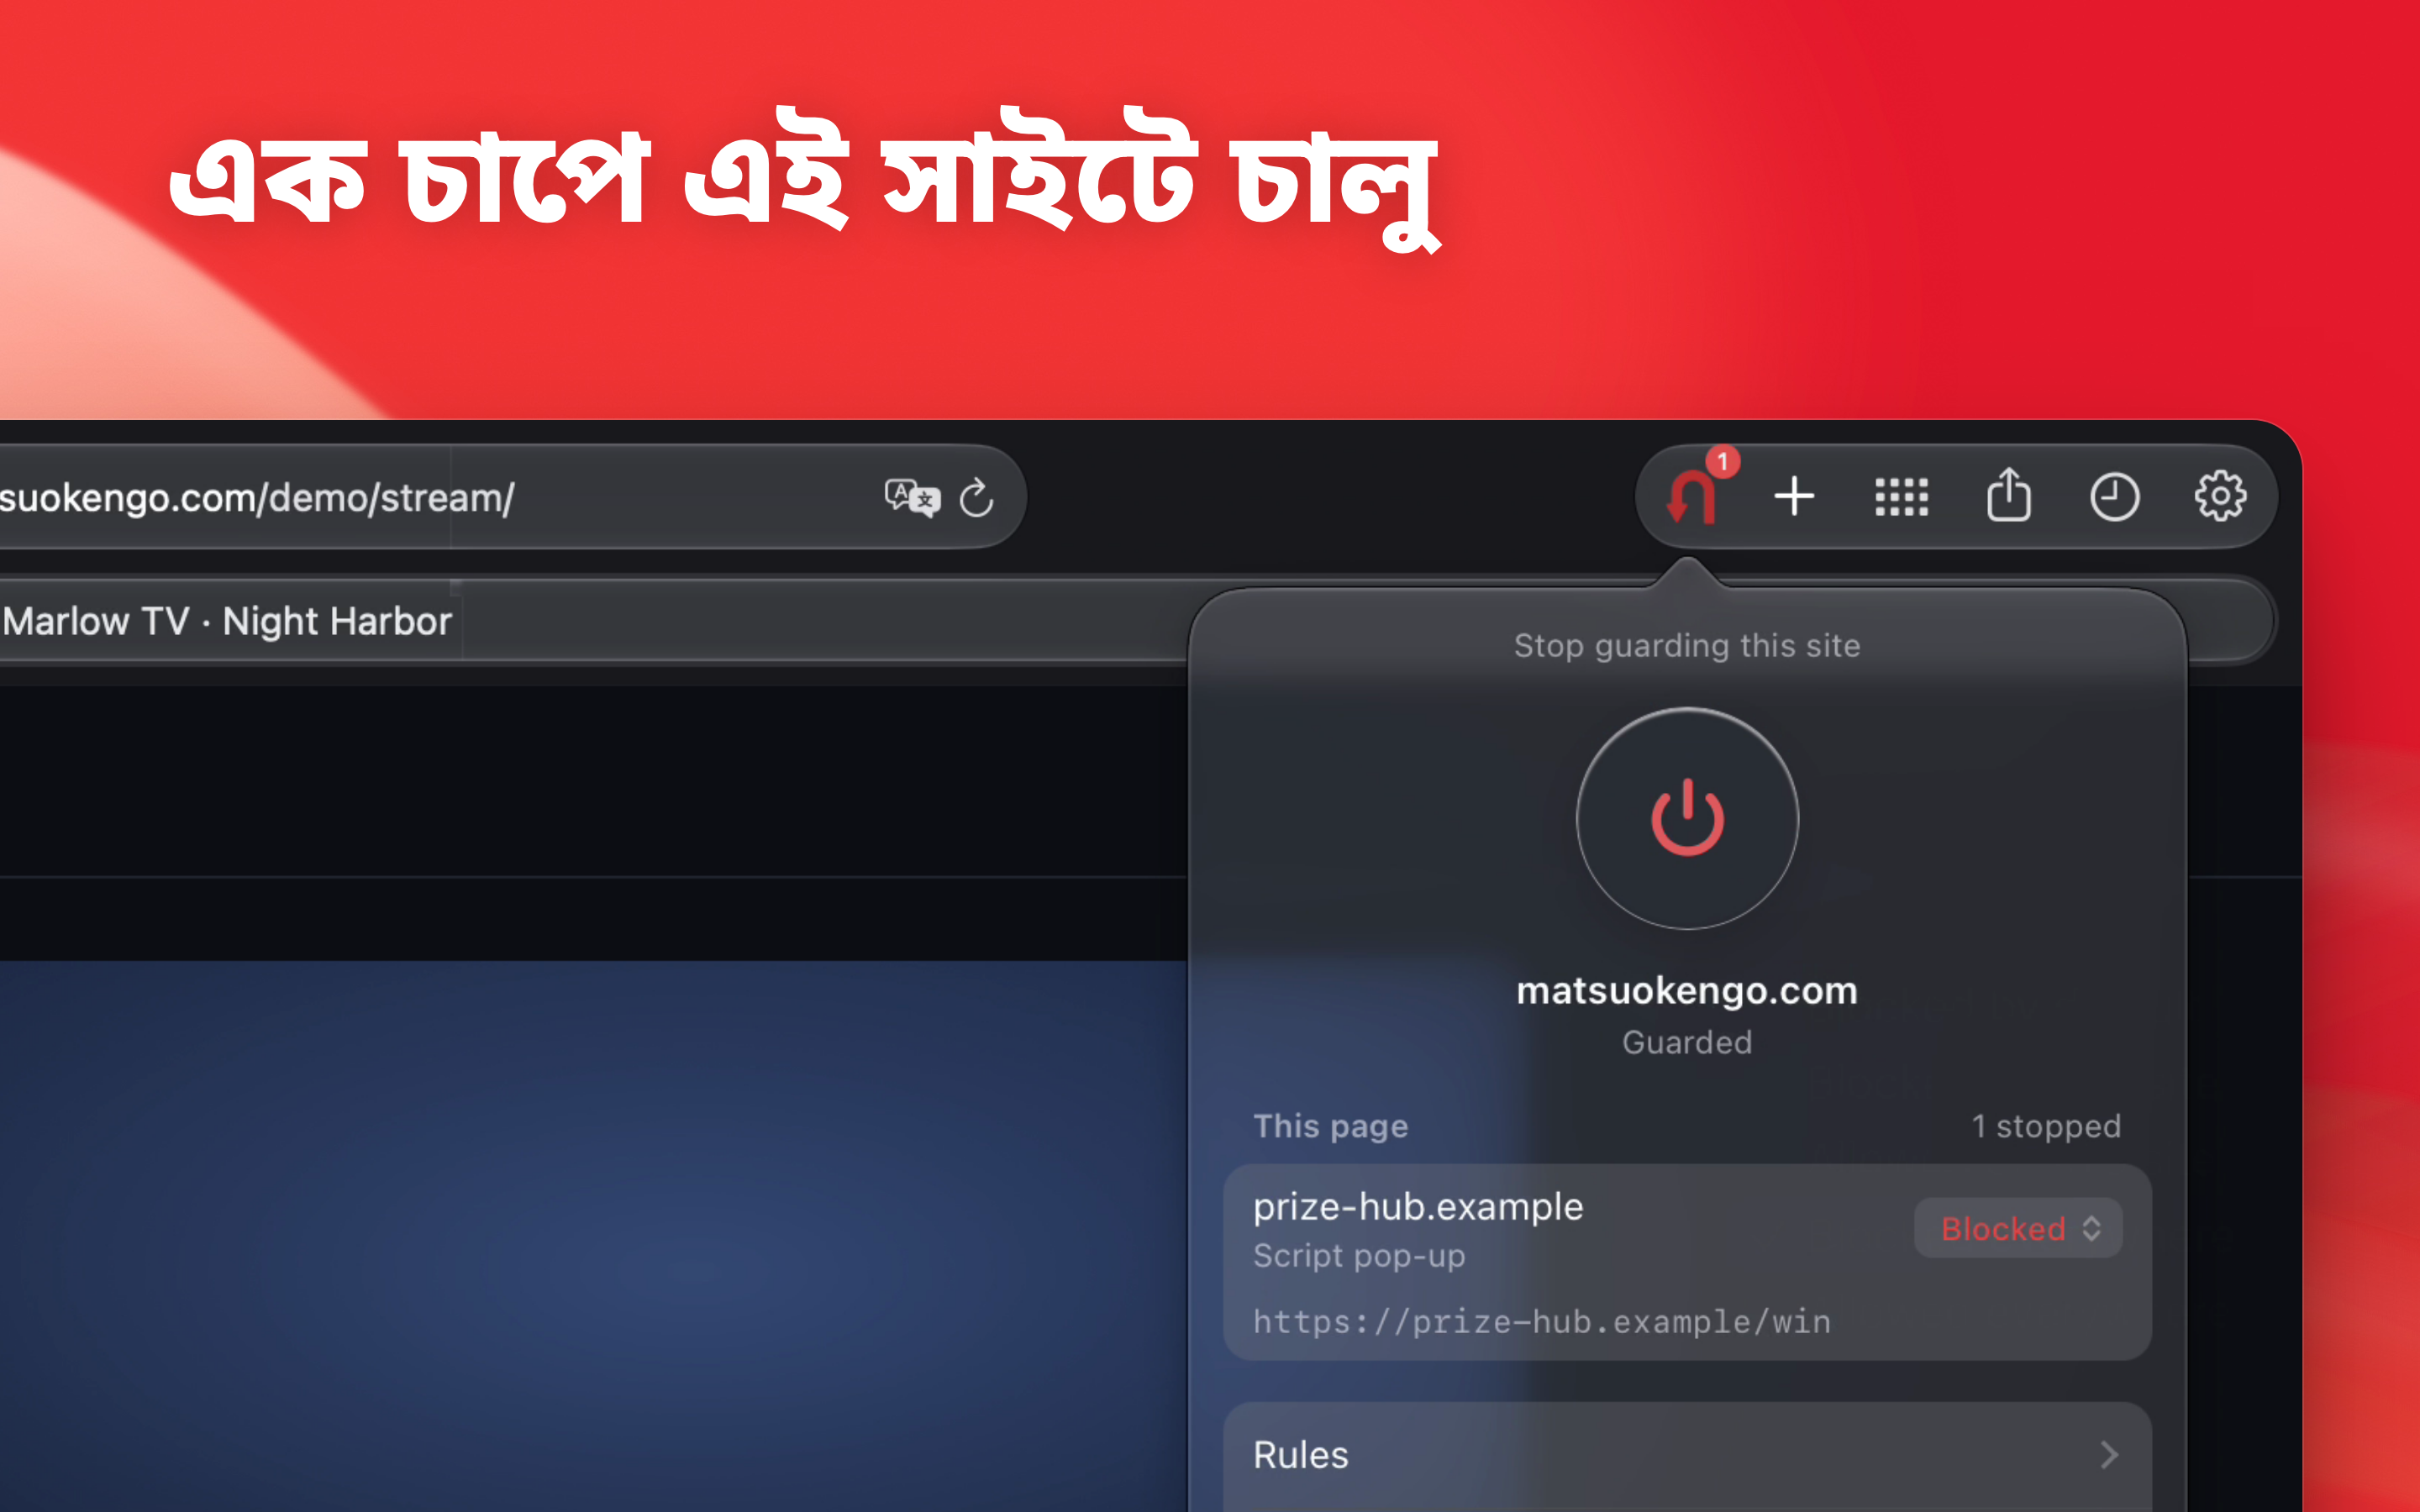 এক চাপে এই সাইটে চালু
suokengo.com/demo/stream/
1
Marlow TV · Night Harbor
Stop guarding this site
matsuokengo.com
Guarded
This page
1 stopped
prize-hub.example
Blocked
Script pop-up
https://prize-hub.example/win
Rules